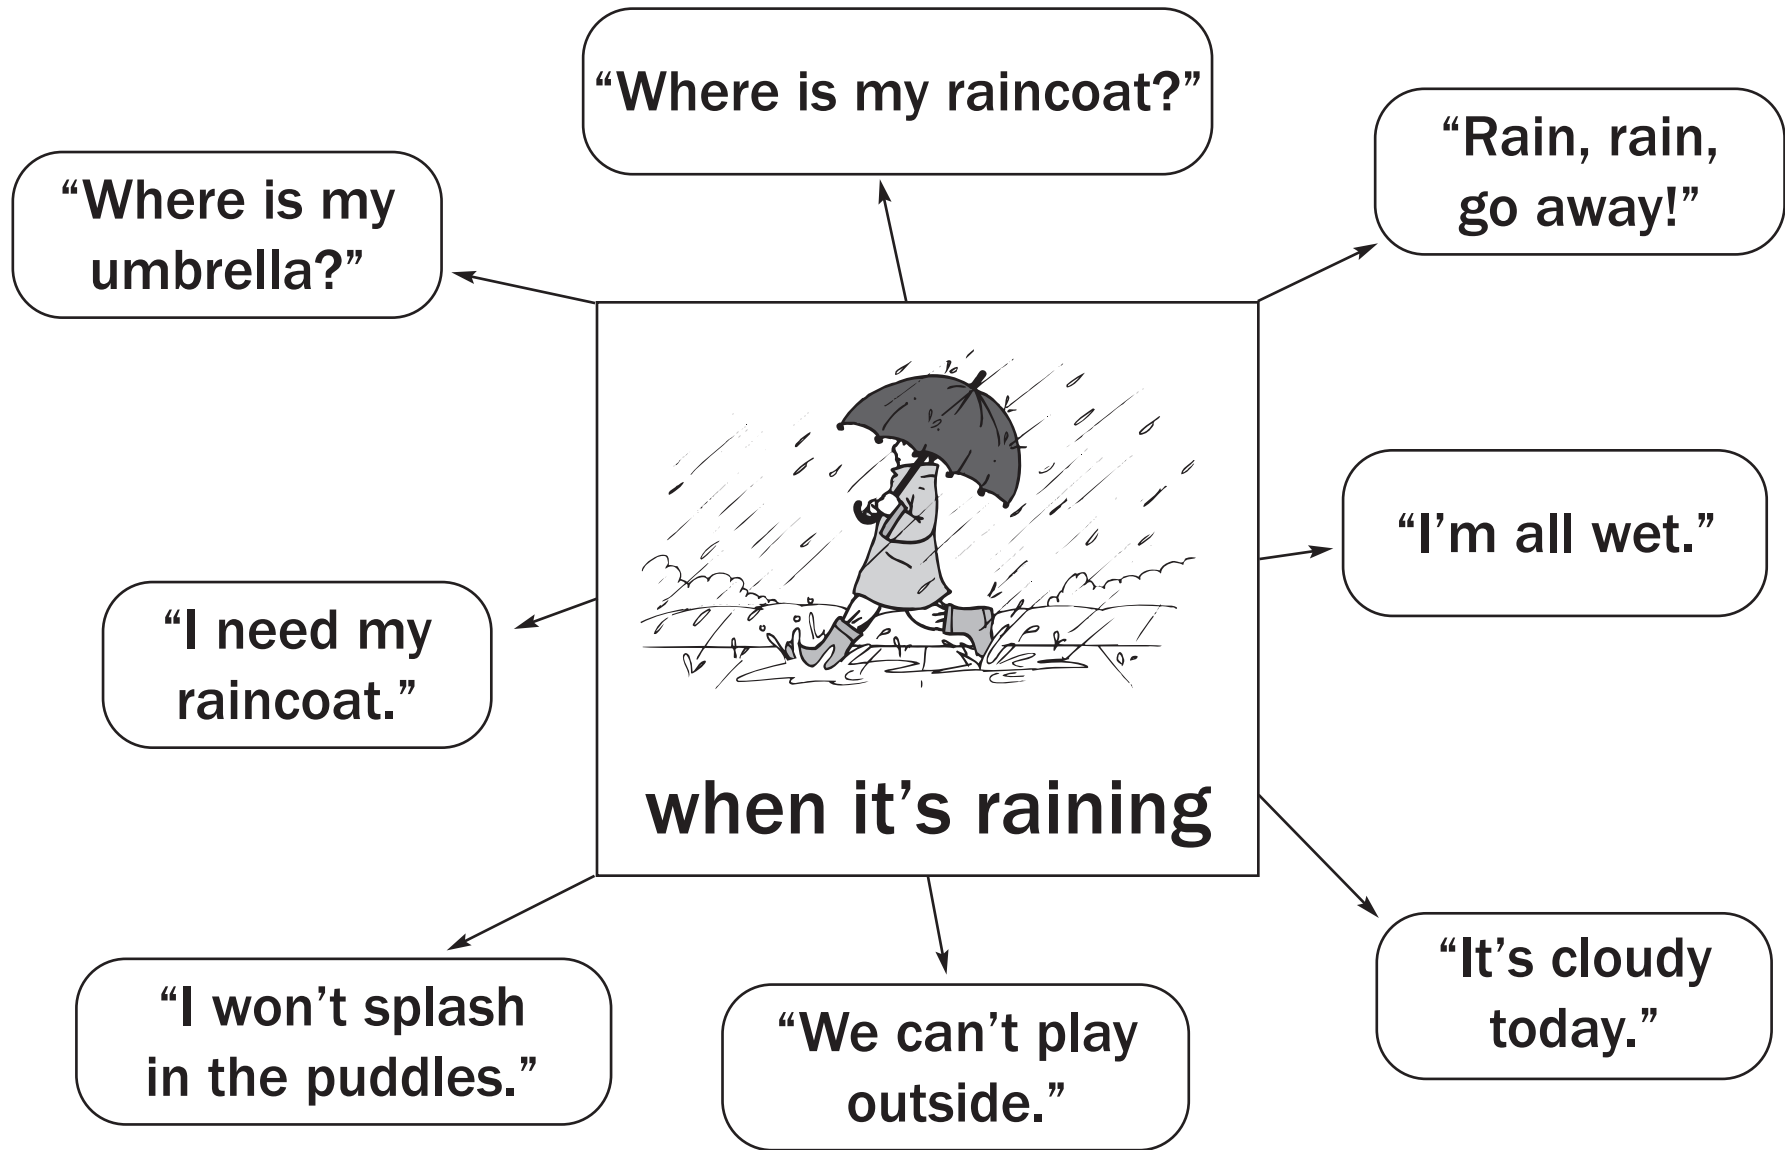 “Where is my raincoat?”
“Rain, rain,
go away!”
“Where is my
umbrella?”
“I’m all wet.”
“I need my
raincoat.”
when it’s raining
“It’s cloudy
today.”
“I won’t splash
in the puddles.”
“We can’t play
outside.”